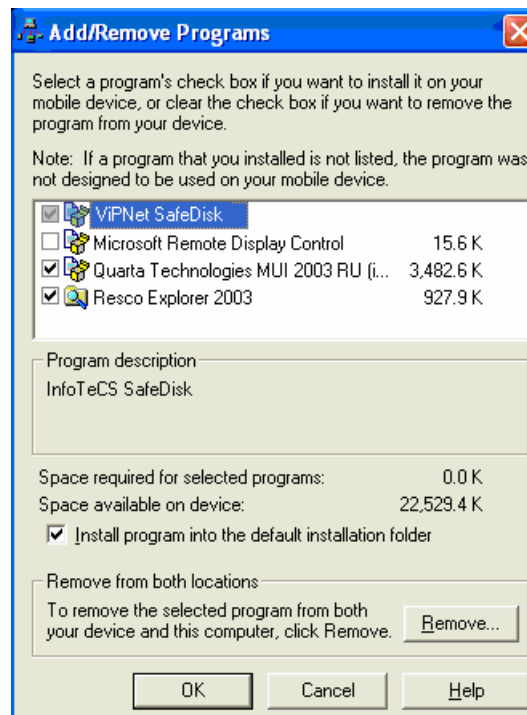 Add/Remove Programs
Select a program's check box if you want to install it on your
mobile device, or clear the check box if you want to remove the
program from your device.
Note: If a program that you installed is not listed, the program was
not designed to be used on your mobile device.
ViPNet SafeDisk
Microsoft Remote Display Control 15.6 K
Quarta Technologies MUI 2003 RU (i... 3,482.6 K
Resco Explorer 2003 927.9 K
Program description
InfoTeCS SafeDisk
Space required for selected programs: 0.0 K
Space available on device: 22,529.4 K
Install program into the default installation folder
Remove from both locations
To remove the selected program from both
your device and this computer, click Remove.
Remove...
OK Cancel Help